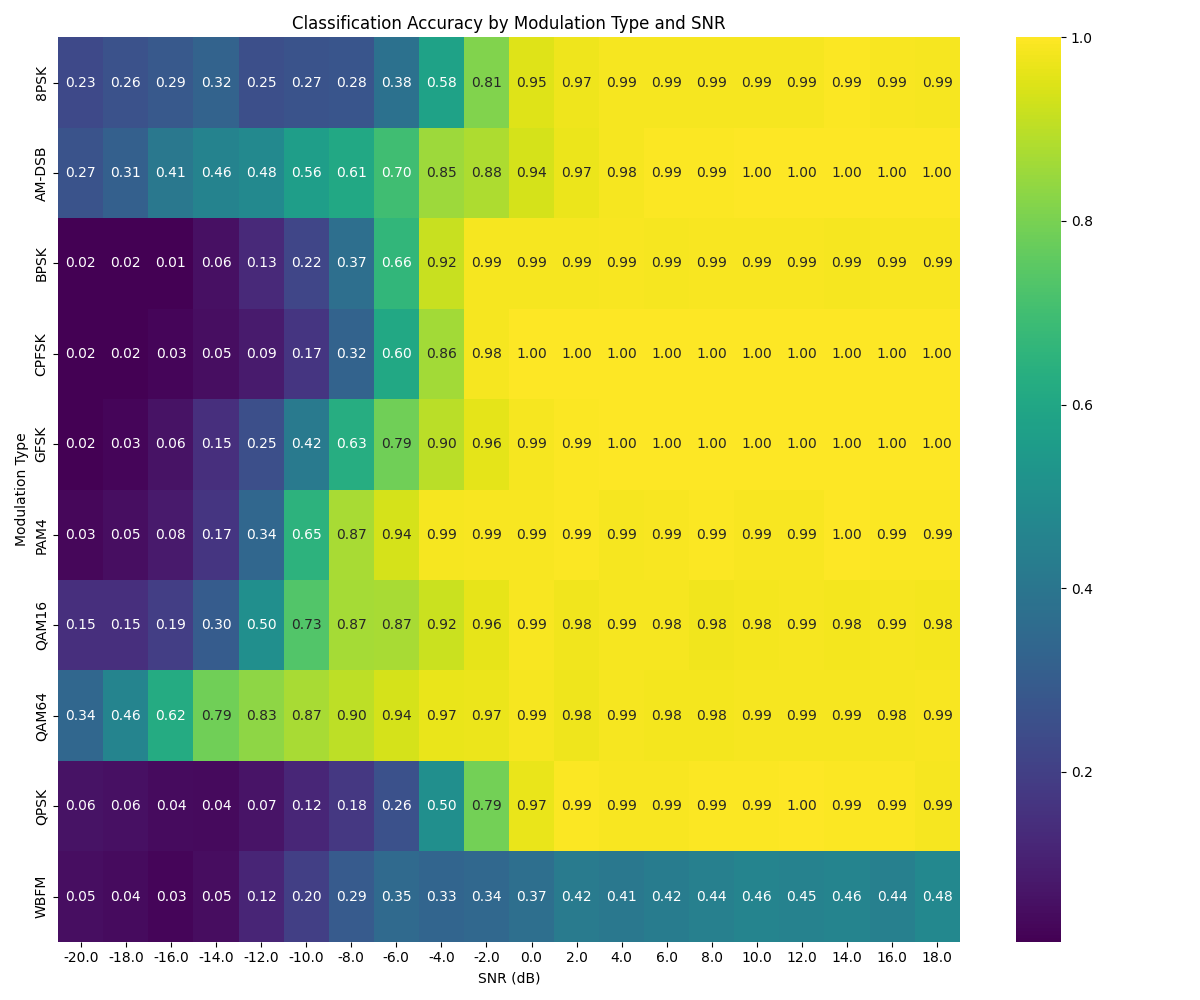 Classification Accuracy by Modulation Type and SNR
8PSK 0.23 0.26 0.29 0.32 0.25 0.27 0.28 0.38 0.58 0.81 0.95 0.97 0.99 0.99 0.99 0.99 0.99 0.99 0.99 0.99
AM-DSB 0.27 0.31 0.41 0.46 0.48 0.56 0.61 0.70 0.85 0.88 0.94 0.97 0.98 0.99 0.99 1.00 1.00 1.00 1.00 1.00
BPSK 0.02 0.02 0.01 0.06 0.13 0.22 0.37 0.66 0.92 0.99 0.99 0.99 0.99 0.99 0.99 0.99 0.99 0.99 0.99 0.99
CPFSK 0.02 0.02 0.03 0.05 0.09 0.17 0.32 0.60 0.86 0.98 1.00 1.00 1.00 1.00 1.00 1.00 1.00 1.00 1.00 1.00
GFSK 0.02 0.03 0.06 0.15 0.25 0.42 0.63 0.79 0.90 0.96 0.99 0.99 1.00 1.00 1.00 1.00 1.00 1.00 1.00 1.00
PAM4 0.03 0.05 0.08 0.17 0.34 0.65 0.87 0.94 0.99 0.99 0.99 0.99 0.99 0.99 0.99 0.99 0.99 1.00 0.99 0.99
QAM16 0.15 0.15 0.19 0.30 0.50 0.73 0.87 0.87 0.92 0.96 0.99 0.98 0.99 0.98 0.98 0.98 0.99 0.98 0.99 0.98
QAM64 0.34 0.46 0.62 0.79 0.83 0.87 0.90 0.94 0.97 0.97 0.99 0.98 0.99 0.98 0.98 0.99 0.99 0.99 0.98 0.99
QPSK 0.06 0.06 0.04 0.04 0.07 0.12 0.18 0.26 0.50 0.79 0.97 0.99 0.99 0.99 0.99 0.99 1.00 0.99 0.99 0.99
WBFM 0.05 0.04 0.03 0.05 0.12 0.20 0.29 0.35 0.33 0.34 0.37 0.42 0.41 0.42 0.44 0.46 0.45 0.46 0.44 0.48
-20.0 -18.0 -16.0 -14.0 -12.0 -10.0 -8.0 -6.0 -4.0 -2.0 0.0 2.0 4.0 6.0 8.0 10.0 12.0 14.0 16.0 18.0
SNR (dB)
Modulation Type
1.0
0.8
0.6
0.4
0.2